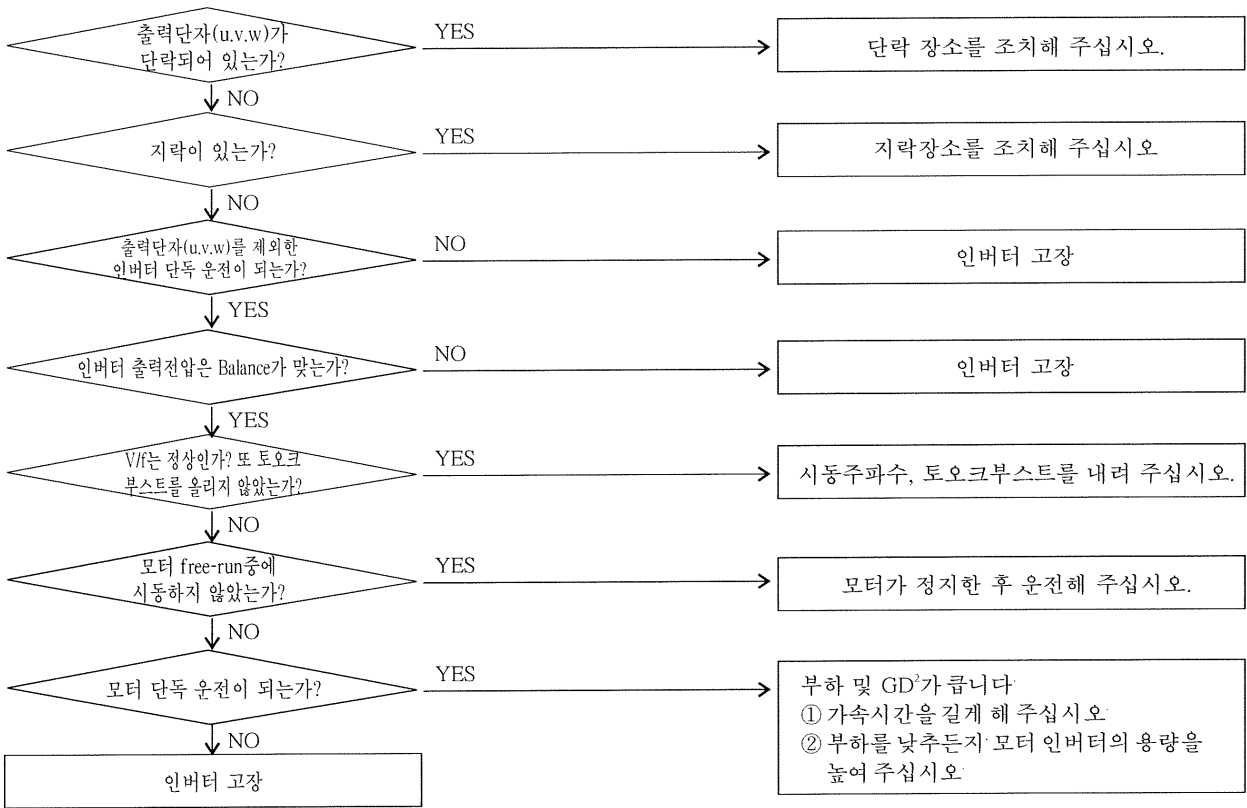 출력단자(u.v.w)가
단락되어 있는가?
YES
단락 장소를 조치해 주십시오.
NO
지락이 있는가?
YES
지락장소를 조치해 주십시오
NO
출력단자(u.v.w)를 제외한
인버터 단독 운전이 되는가?
NO
인버터 고장
YES
인버터 출력전압은 Balance가 맞는가?
NO
인버터 고장
YES
V/f는 정상인가? 또 토오크
부스트를 올리지 않았는가?
YES
시동주파수, 토오크부스트를 내려 주십시오.
NO
모터 free-run중에
시동하지 않았는가?
YES
모터가 정지한 후 운전해 주십시오.
NO
모터 단독 운전이 되는가?
YES
부하 및 GD²가 큽니다
① 가속시간을 길게 해 주십시오
② 부하를 낮추든지 모터 인버터의 용량을
높여 주십시오
NO
인버터 고장